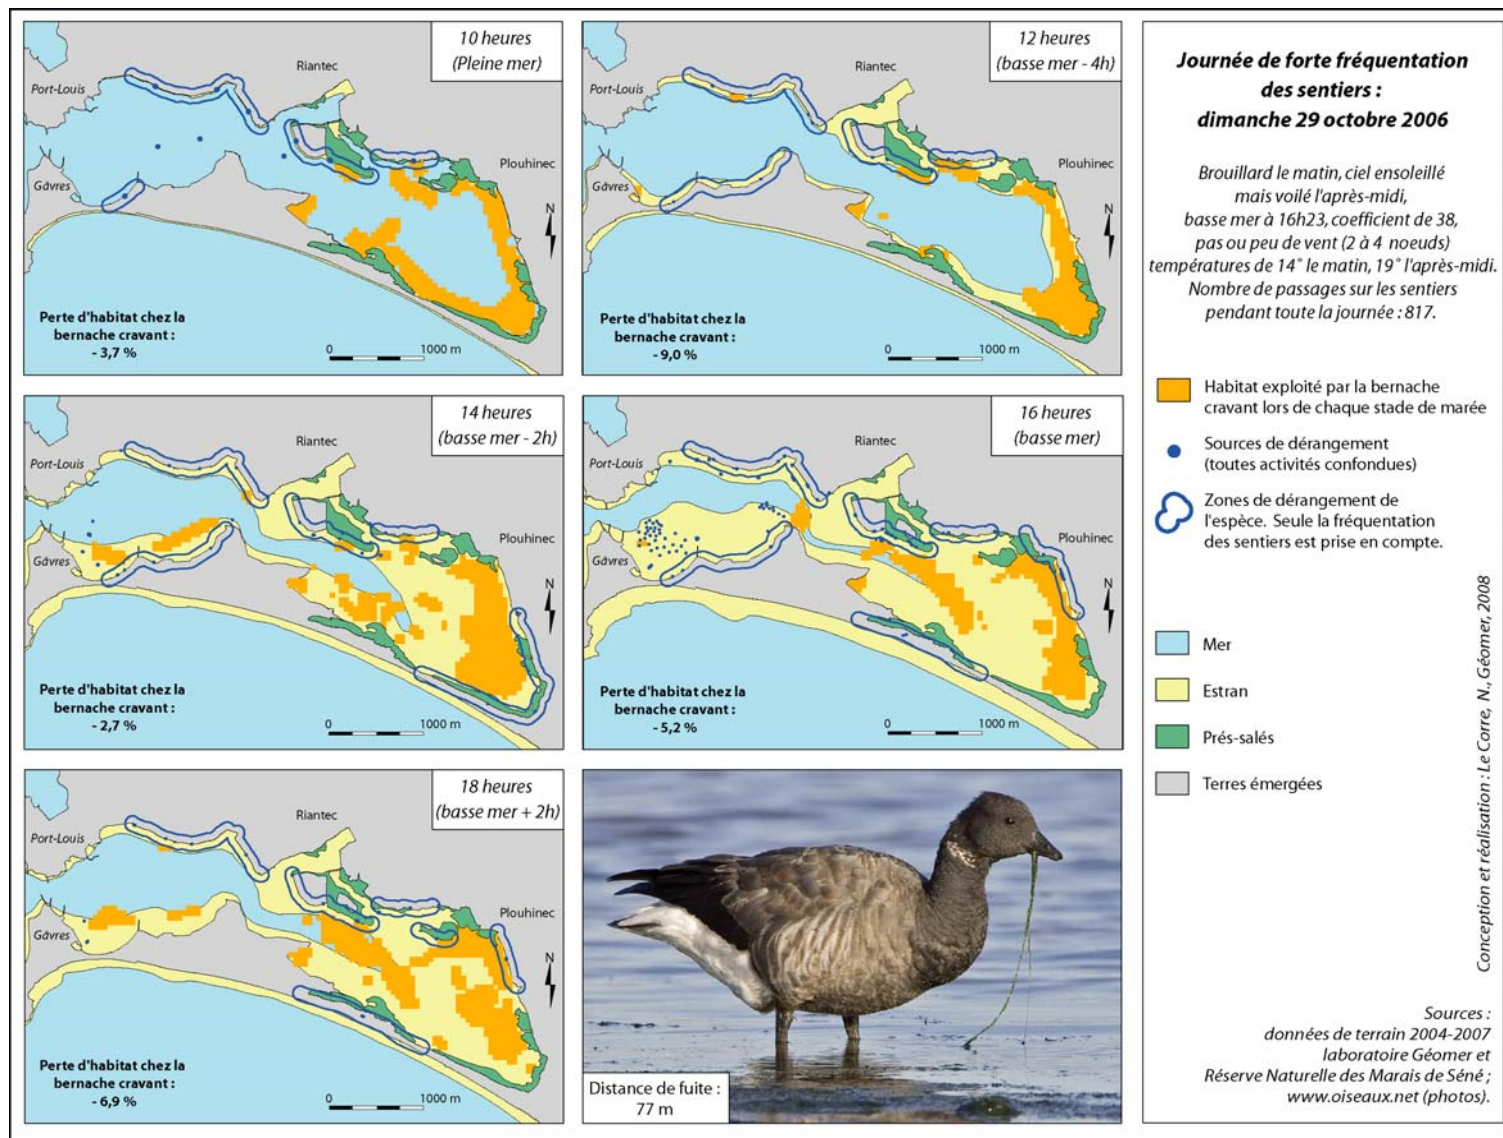 10 heures
(Pleine mer)
Riantec
Port-Louis
Plouhinec
Gâvres
N
Perte d'habitat chez la
bernache cravant :
- 3,7 %
0 1000 m
12 heures
(basse mer - 4h)
Riantec
Port-Louis
Plouhinec
Gâvres
N
Perte d'habitat chez la
bernache cravant :
- 9,0 %
0 1000 m
14 heures
(basse mer - 2h)
Riantec
Port-Louis
Plouhinec
Gâvres
N
Perte d'habitat chez la
bernache cravant :
- 2,7 %
0 1000 m
16 heures
(basse mer)
Riantec
Port-Louis
Plouhinec
Gâvres
N
Perte d'habitat chez la
bernache cravant :
- 5,2 %
0 1000 m
18 heures
(basse mer + 2h)
Riantec
Port-Louis
Plouhinec
Gâvres
N
Perte d'habitat chez la
bernache cravant :
- 6,9 %
0 1000 m
Distance de fuite :
77 m
Journée de forte fréquentation
des sentiers :
dimanche 29 octobre 2006
Brouillard le matin, ciel ensoleillé
mais voilé l'après-midi,
basse mer à 16h23, coefficient de 38,
pas ou peu de vent (2 à 4 noeuds)
températures de 14° le matin, 19° l'après-midi.
Nombre de passages sur les sentiers
pendant toute la journée : 817.
Habitat exploité par la bernache
cravant lors de chaque stade de marée
Sources de dérangement
(toutes activités confondues)
Zones de dérangement de
l'espèce. Seule la fréquentation
des sentiers est prise en compte.
Mer
Estran
Prés-salés
Terres émergées
Conception et réalisation : Le Corre, N., Géomer, 2008
Sources :
données de terrain 2004-2007
laboratoire Géomer et
Réserve Naturelle des Marais de Séné ;
www.oiseaux.net (photos).